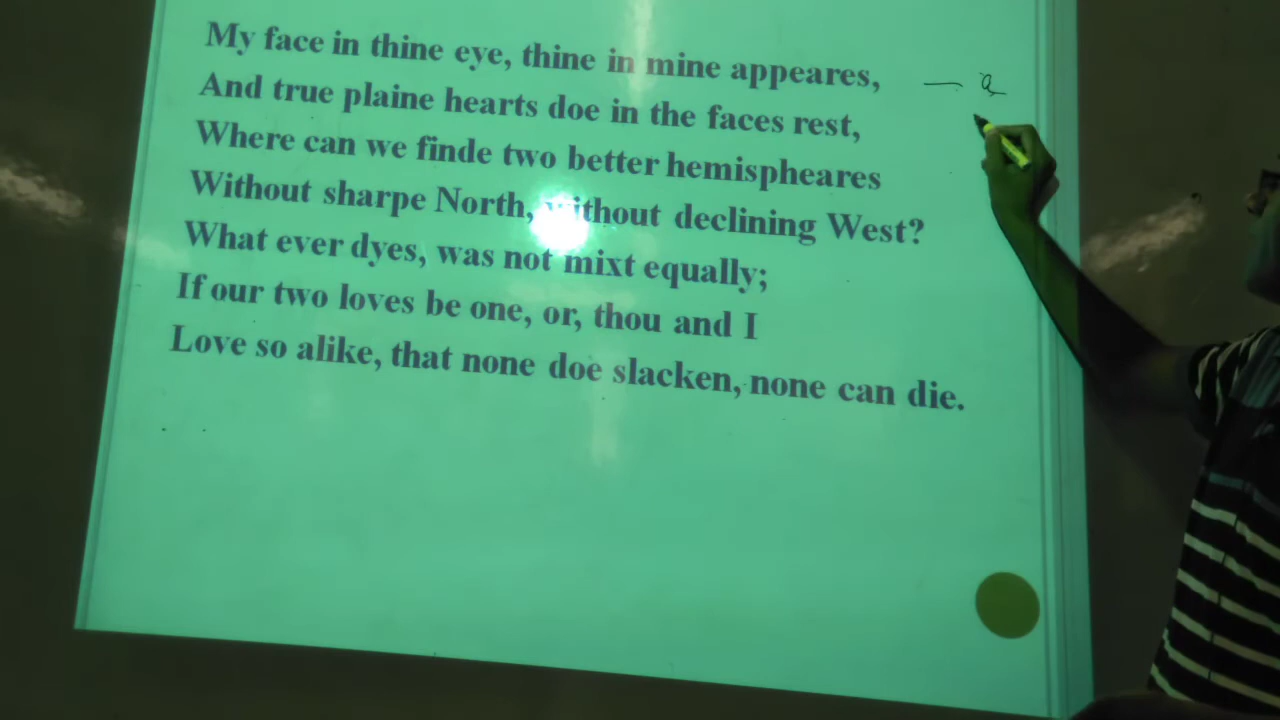 My face in thine eye, thine in mine appeares, — a
And true plaine hearts doe in the faces rest,
Where can we finde two better hemispheares
Without sharpe North, without declining West?
What ever dyes, was not mixt equally;
If our two loves be one, or, thou and I
Love so alike, that none doe slacken, none can die.